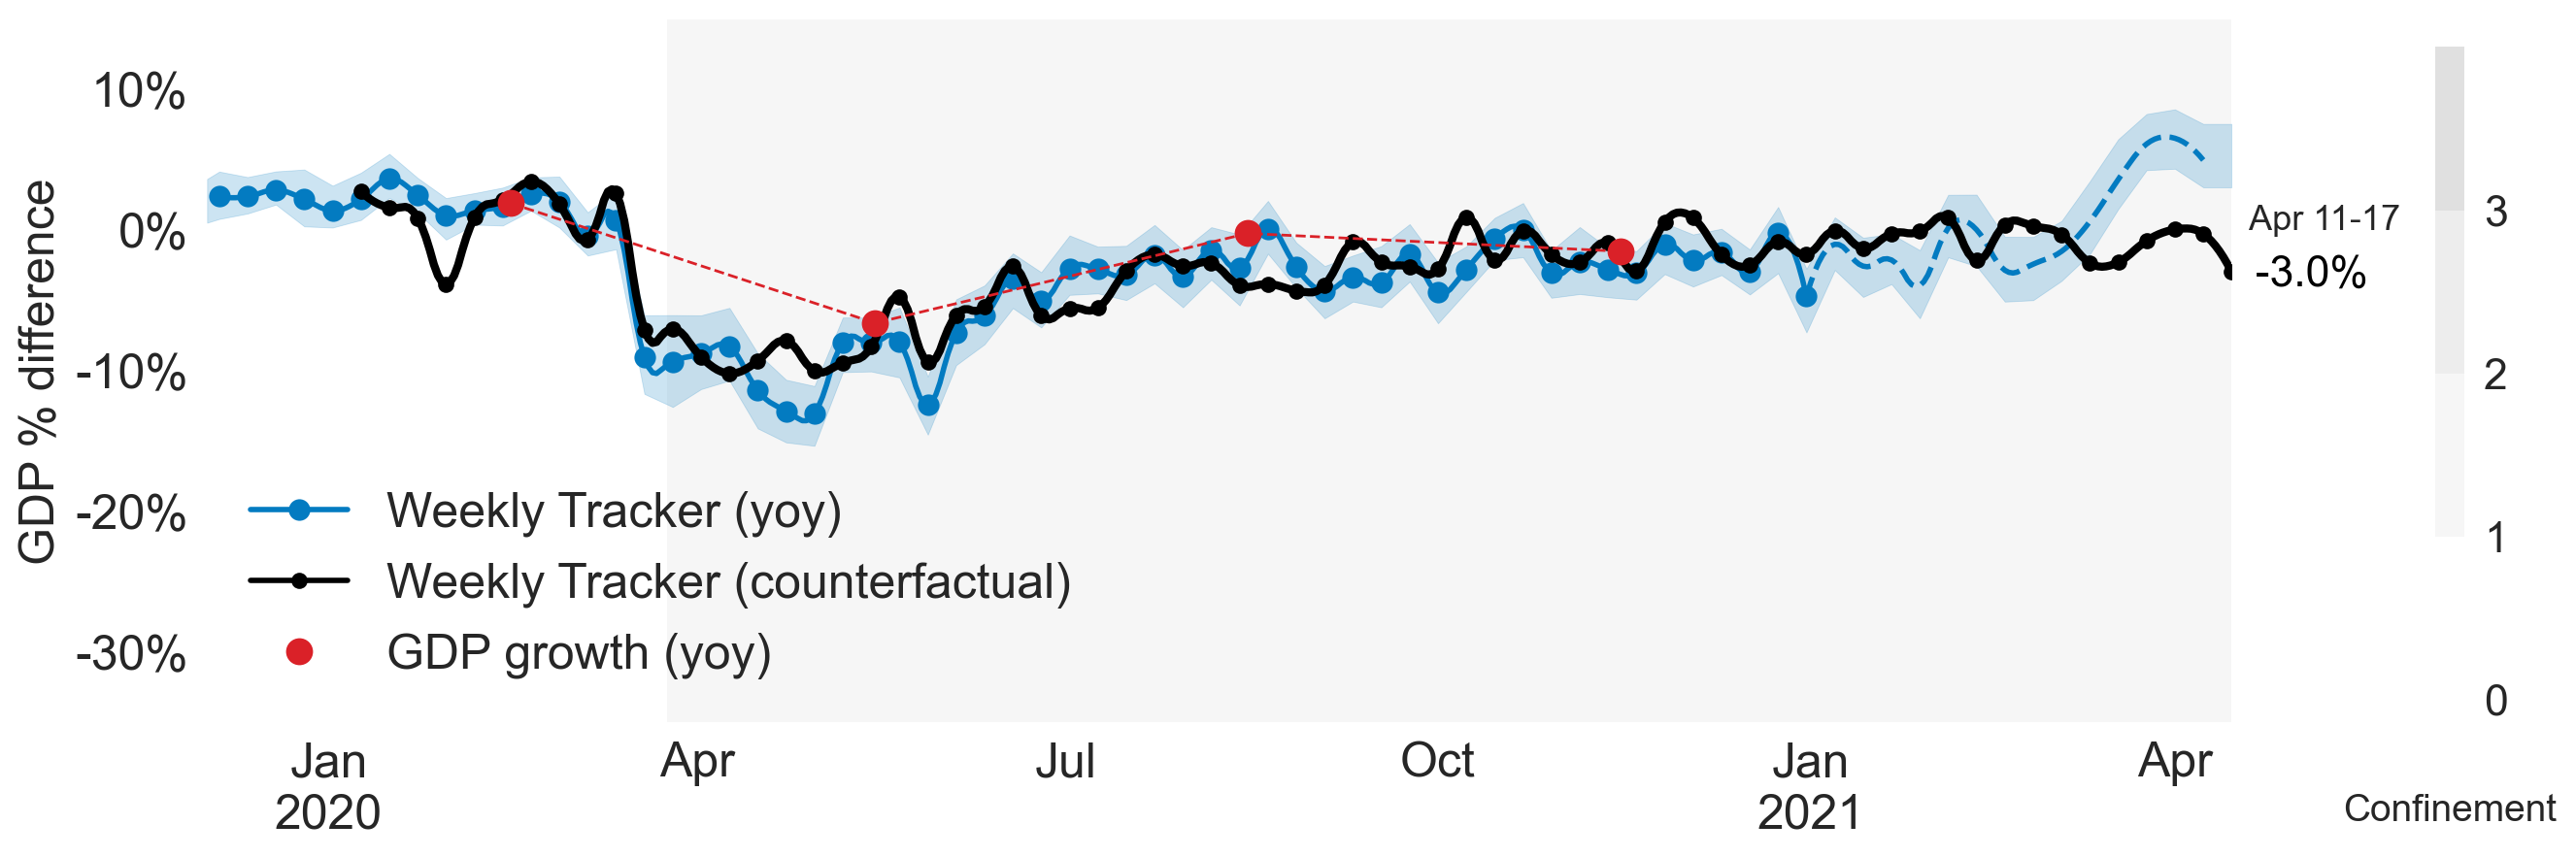 GDP % difference
10%
0%
-10%
-20%
-30%
Weekly Tracker (yoy)
Weekly Tracker (counterfactual)
GDP growth (yoy)
Jan
2020
Apr
Jul
Oct
Jan
2021
Apr
Apr 11-17
-3.0%
3
2
1
0
Confinement